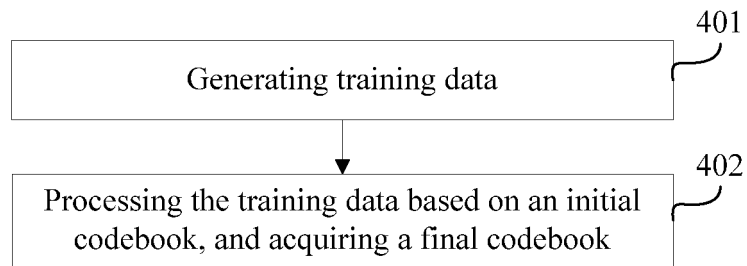 401
Generating training data
402
Processing the training data based on an initial
codebook, and acquiring a final codebook